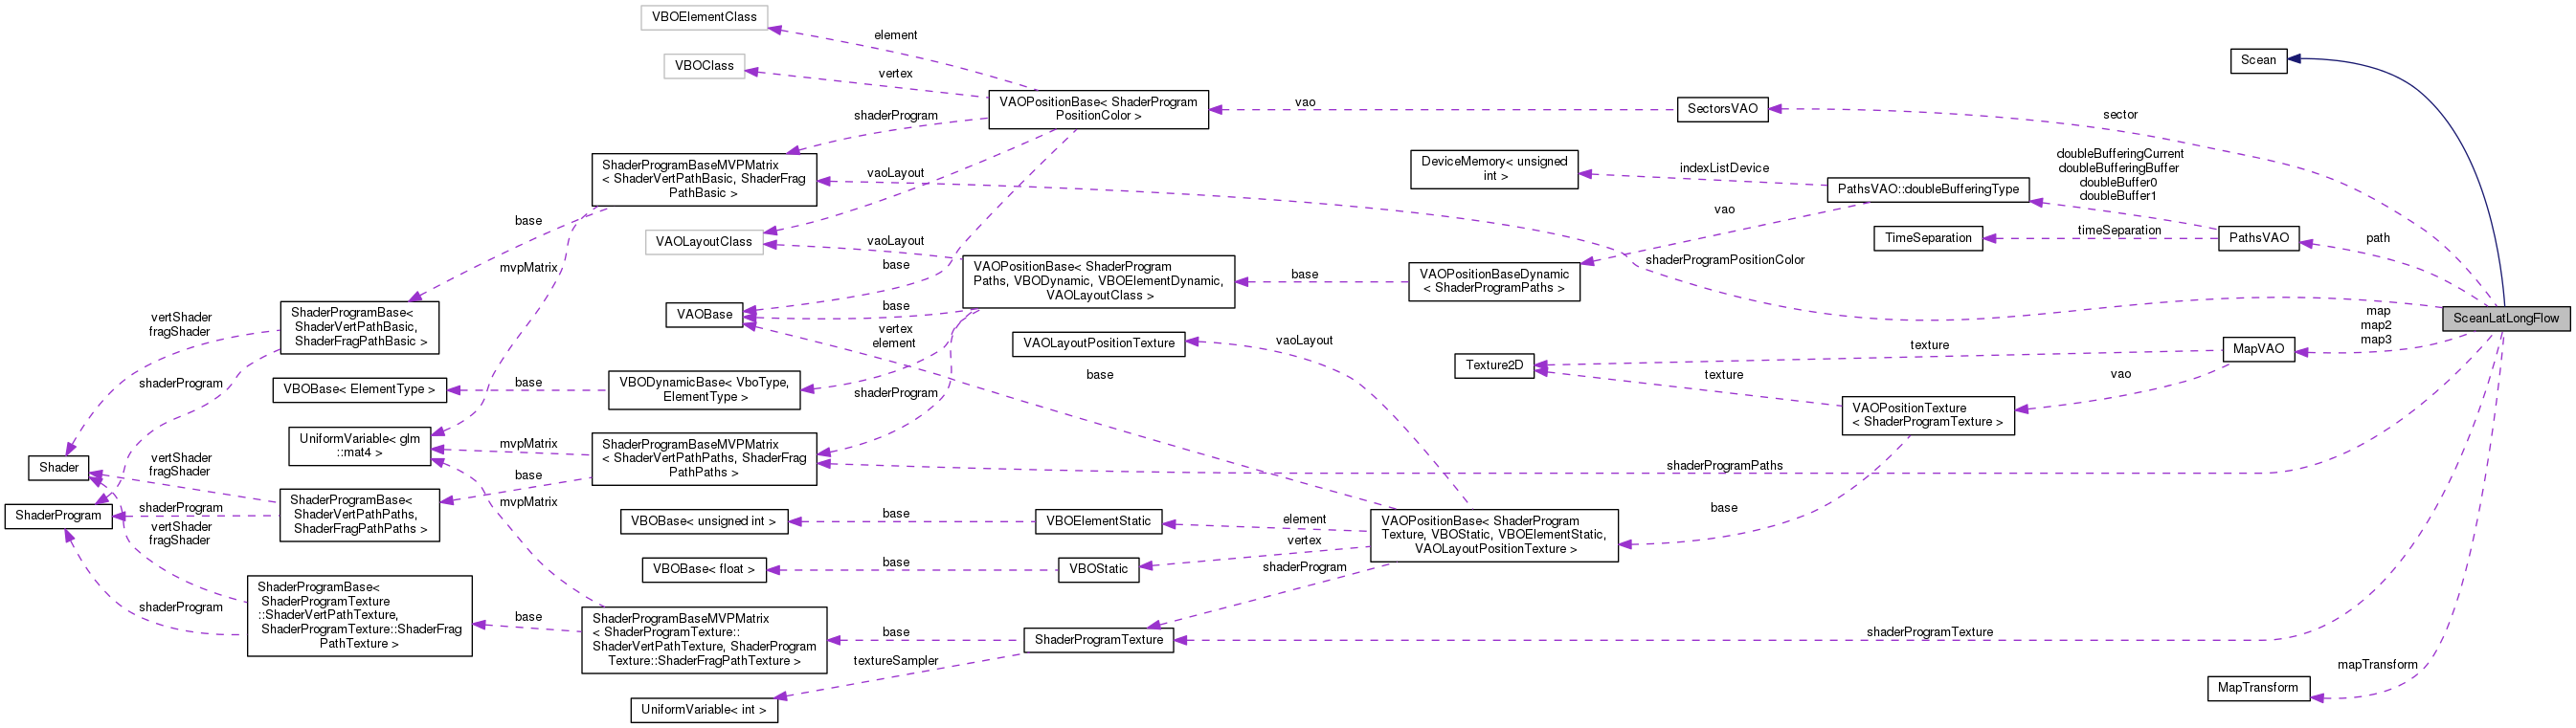 VBOElementClass
element
VBOClass
vertex
Scean
VAOPositionBase< ShaderProgram
PositionColor >
vao
SectorsVAO
sector
shaderProgram
ShaderProgramBaseMVPMatrix
< ShaderVertPathBasic, ShaderFrag
PathBasic >
vaoLayout
DeviceMemory< unsigned
int >
indexListDevice
PathsVAO::doubleBufferingType
doubleBufferingCurrent
doubleBufferingBuffer
doubleBuffer0
doubleBuffer1
vao
base
VAOLayoutClass
vaoLayout
TimeSeparation
timeSeparation
PathsVAO
path
mvpMatrix
base
VAOPositionBase< ShaderProgram
Paths, VBODynamic, VBOElementDynamic,
VAOLayoutClass >
base
VAOPositionBaseDynamic
< ShaderProgramPaths >
shaderProgramPositionColor
vertShader
fragShader
ShaderProgramBase<
ShaderVertPathBasic,
ShaderFragPathBasic >
VAOBase
base
vertex
element
VAOLayoutPositionTexture
vaoLayout
SceanLatLongFlow
map
map2
map3
MapVAO
texture
Texture2D
texture
vao
shaderProgram
VBOBase< ElementType >
base
VBODynamicBase< VboType,
ElementType >
shaderProgram
base
VAOPositionTexture
< ShaderProgramTexture >
UniformVariable< glm
::mat4 >
mvpMatrix
ShaderProgramBaseMVPMatrix
< ShaderVertPathPaths, ShaderFrag
PathPaths >
shaderProgramPaths
Shader
vertShader
fragShader
base
mvpMatrix
ShaderProgram
shaderProgram
vertShader
fragShader
ShaderProgramBase<
ShaderVertPathPaths,
ShaderFragPathPaths >
VBOBase< unsigned int >
base
VBOElementStatic
element
vertex
VAOPositionBase< ShaderProgram
Texture, VBOStatic, VBOElementStatic,
VAOLayoutPositionTexture >
base
VBOBase< float >
base
VBOStatic
shaderProgram
shaderProgram
ShaderProgramBase<
ShaderProgramTexture
::ShaderVertPathTexture,
ShaderProgramTexture::ShaderFrag
PathTexture >
base
ShaderProgramBaseMVPMatrix
< ShaderProgramTexture::
ShaderVertPathTexture, ShaderProgram
Texture::ShaderFragPathTexture >
base
textureSampler
ShaderProgramTexture
shaderProgramTexture
mapTransform
MapTransform
UniformVariable< int >